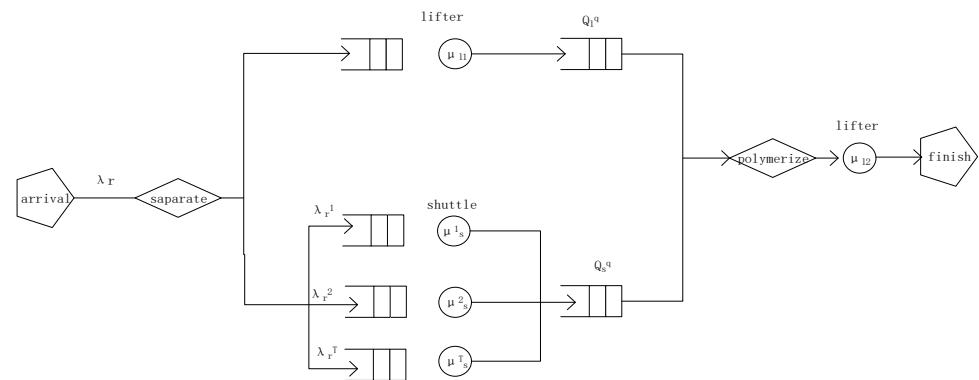 lifter
Q_l^q
μ_l1
lifter
polymerize
μ_l2
finish
λr
arrival
saparate
λ_r^1
shuttle
μ^1_s
Q_s^q
λ_r^2
μ^2_s
λ_r^T
μ^T_s